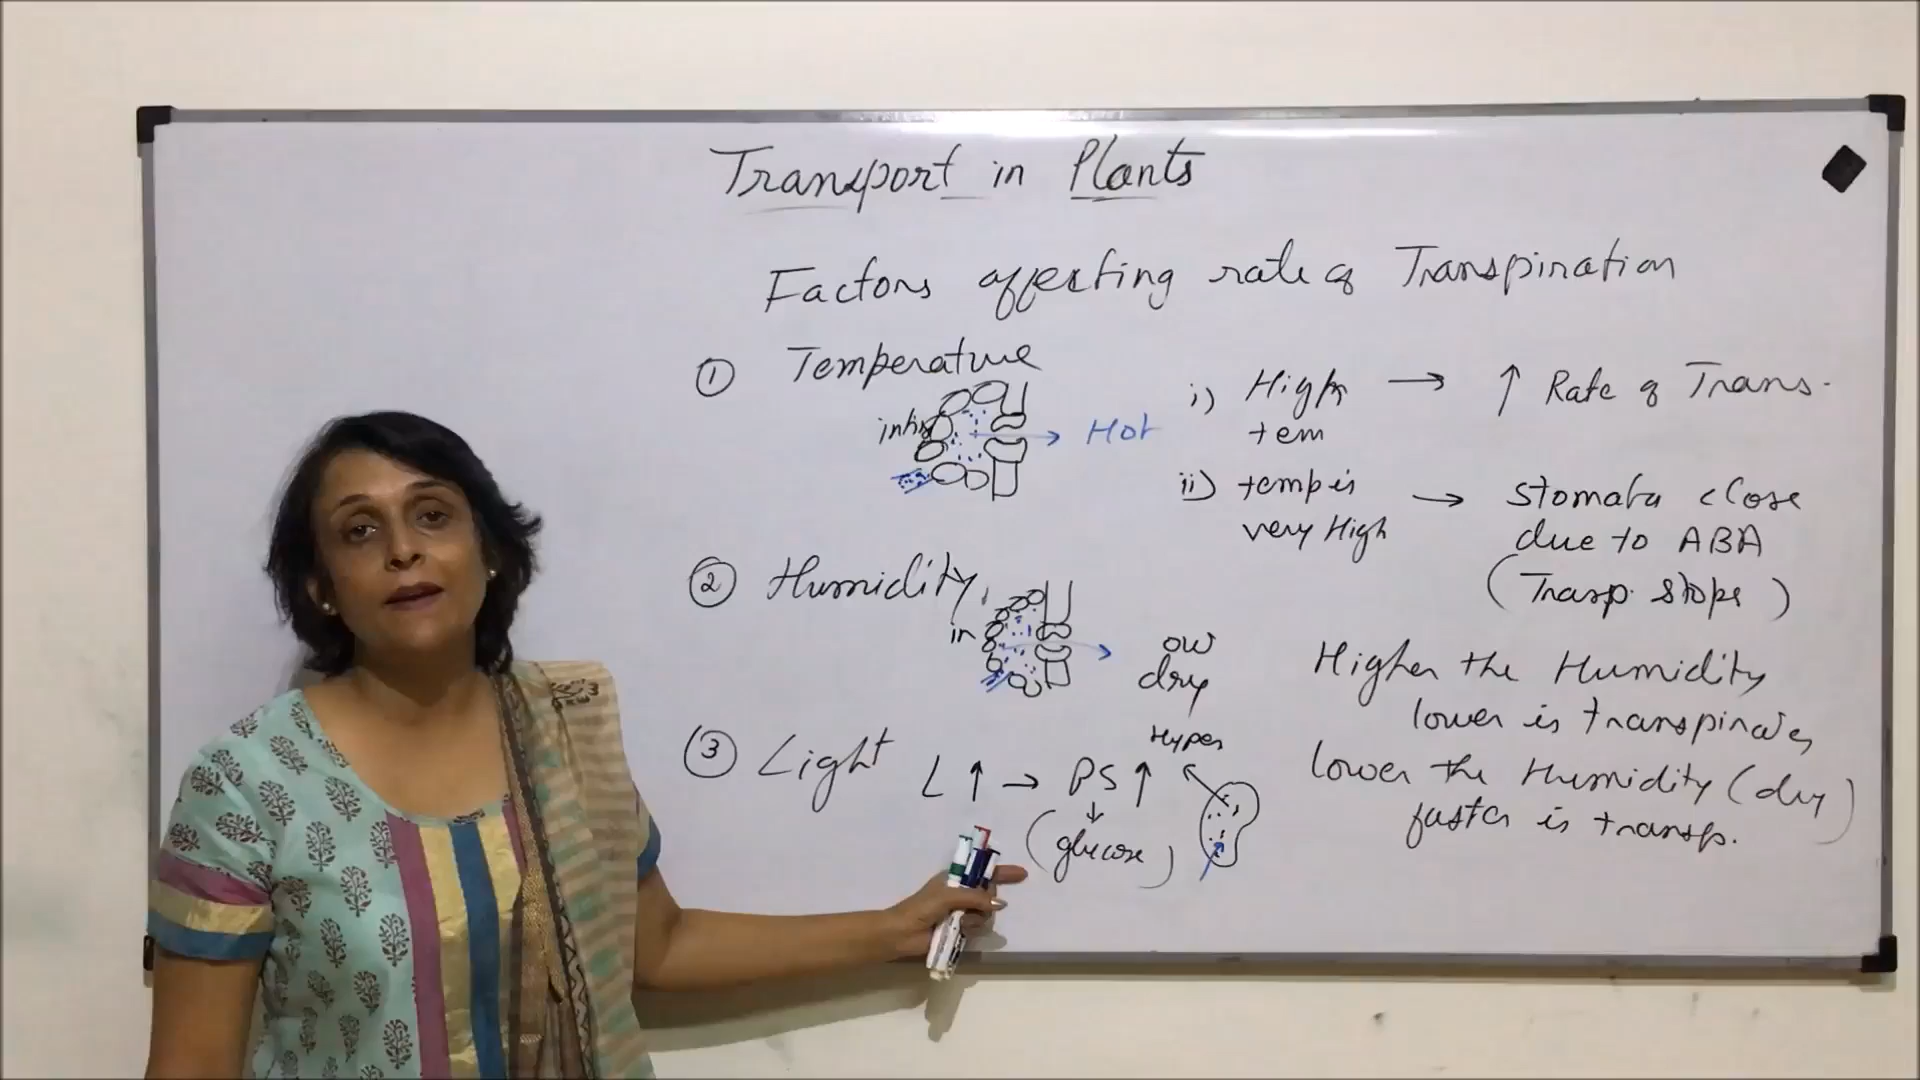 Transport in Plants
Factors affecting rate of Transpiration
① Temperature
Hot
i) High tem → ↑ Rate of Trans.
ii) temp is very High → stomata close due to ABA
(Transp. stops)
② Humidity
in
dry
Higher the Humidity
lower is
lower the Humidity (dry)
faster is transp.
③ Light L ↑ → PS ↑
Hyper
(glucose)